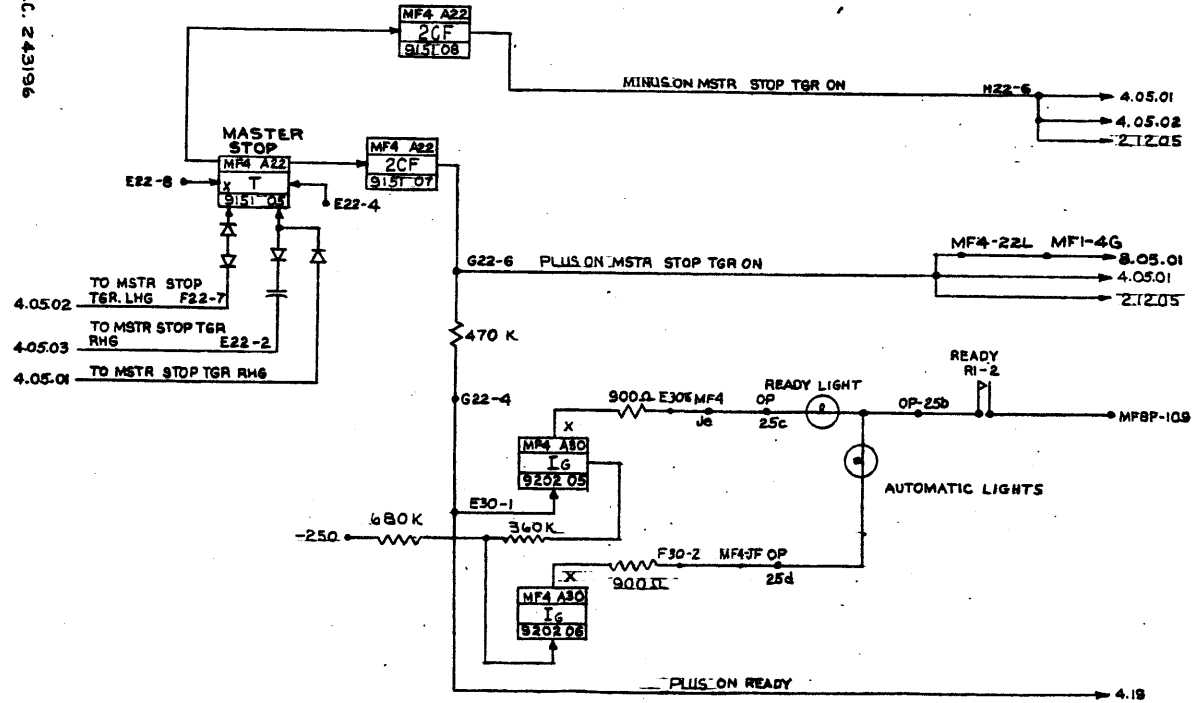 .C. 243196
MF4 A22
2CF
9151 08
MINUS ON MSTR STOP TGR ON
H22-6
4.05.01
4.05.02
2.12.05
MASTER
STOP
MF4 A22
T
X
9151 05
E22-8
E22-4
MF4 A22
2CF
9151 07
G22-6
PLUS ON MSTR STOP TGR ON
MF4-22L
MF1-4G
8.05.01
4.05.01
2.12.05
TO MSTR STOP
4.05.02 TGR. LHG F22-7
TO MSTR STOP TGR
4.05.03 RHG E22-2
4.05.01 TO MSTR STOP TGR RHG
470 K
G22-4
900Ω
MF4
Je
OP
25c
READY LIGHT
OP-25b
READY
R1-2
MF8P-109
X
MF4 A30
IG
9202 05
AUTOMATIC LIGHTS
E30-1
-250
680K
360K
X
900Ω
F30-2
MF4-JF
OP
25d
MF4 A30
IG
9202 06
PLUS ON READY
4.19